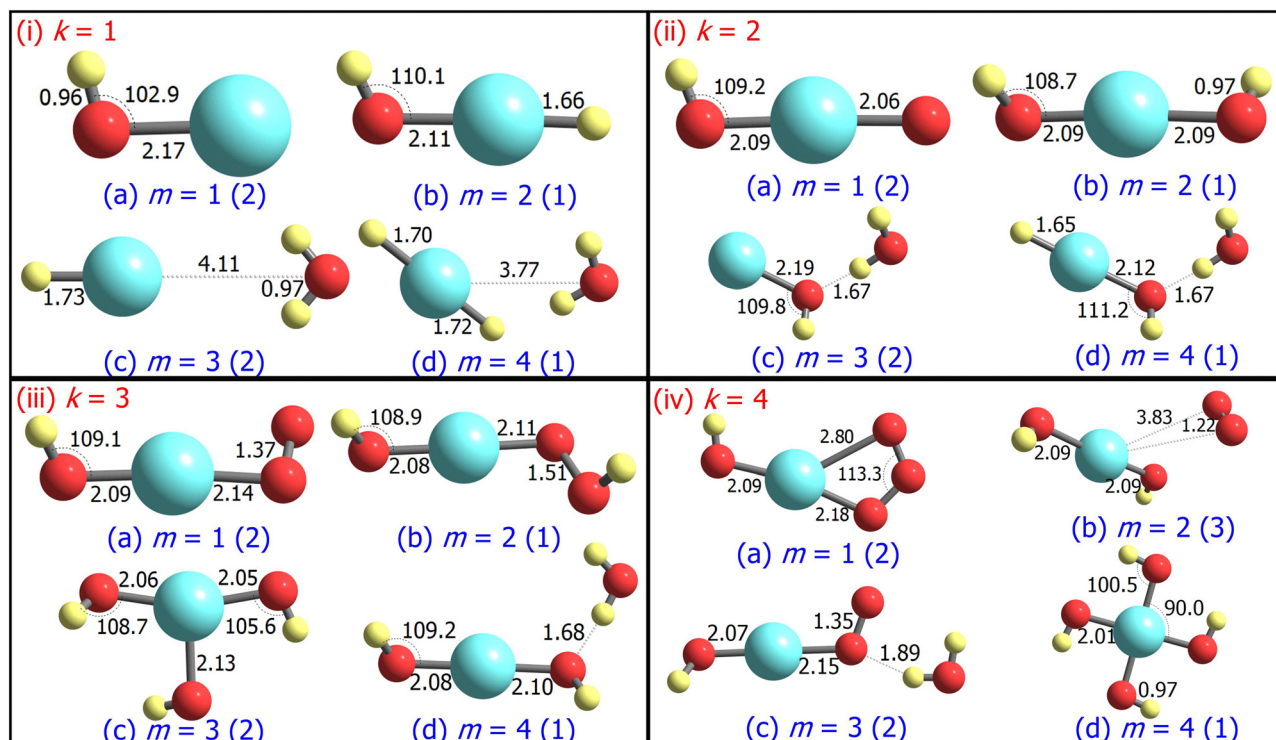 (i) k = 1
0.96
102.9
2.17
(a) m = 1 (2)
110.1
1.66
2.11
(b) m = 2 (1)
1.73
4.11
0.97
(c) m = 3 (2)
1.70
3.77
1.72
(d) m = 4 (1)
(ii) k = 2
109.2
2.06
2.09
(a) m = 1 (2)
108.7
0.97
2.09
2.09
(b) m = 2 (1)
2.19
1.67
109.8
(c) m = 3 (2)
1.65
2.12
1.67
111.2
(d) m = 4 (1)
(iii) k = 3
109.1
1.37
2.09
2.14
(a) m = 1 (2)
108.9
2.11
2.08
1.51
(b) m = 2 (1)
2.06
2.05
108.7
105.6
2.13
(c) m = 3 (2)
109.2
1.68
2.08
2.10
(d) m = 4 (1)
(iv) k = 4
2.80
113.3
2.09
2.18
(a) m = 1 (2)
3.83
1.22
2.09
2.09
(b) m = 2 (3)
2.07
1.35
2.15
1.89
(c) m = 3 (2)
100.5
90.0
2.01
0.97
(d) m = 4 (1)